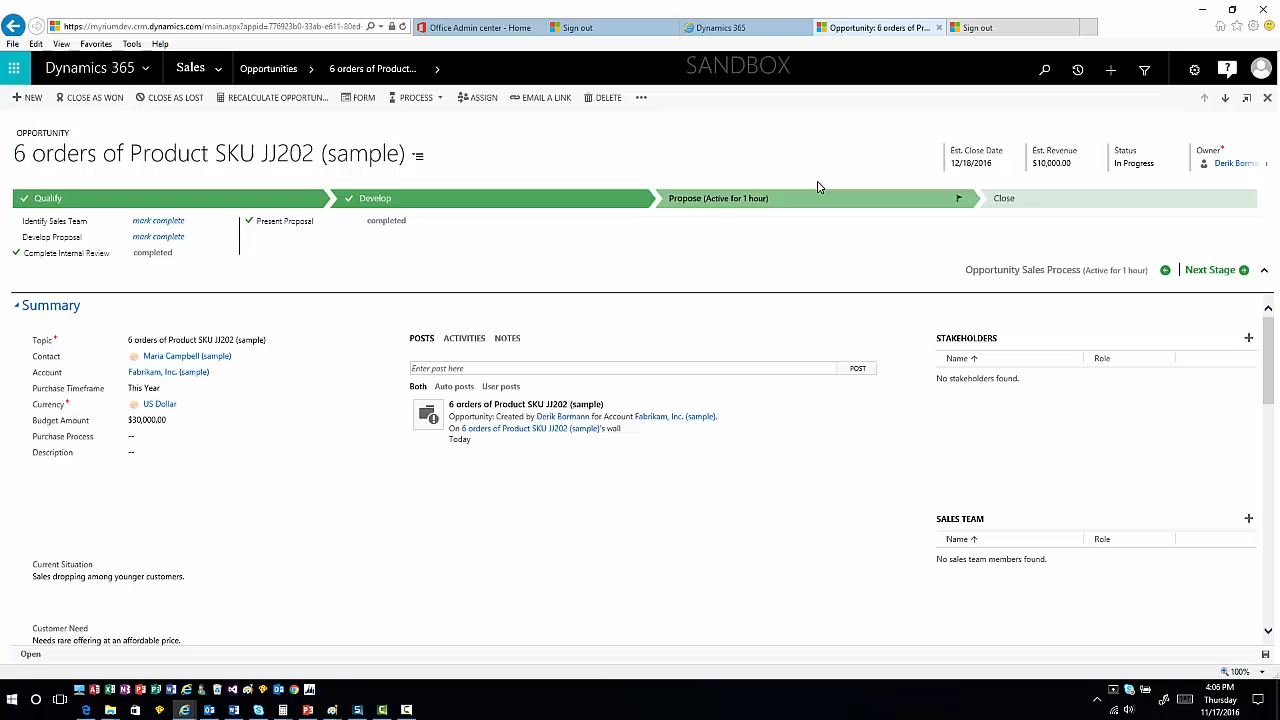 https://myriumdev.crm.dynamics.com/main.aspx?appid=776923b0-33ab-e611-80ed-
Office Admin center - Home
Sign out
Dynamics 365
Opportunity: 6 orders of Pr...
Sign out
File Edit View Favorites Tools Help
Dynamics 365
Sales
Opportunities
6 orders of Product...
SANDBOX
NEW
CLOSE AS WON
CLOSE AS LOST
RECALCULATE OPPORTUN...
FORM
PROCESS
ASSIGN
EMAIL A LINK
DELETE
...
OPPORTUNITY
6 orders of Product SKU JJ202 (sample)
Est. Close Date
12/18/2016
Est. Revenue
$10,000.00
Status
In Progress
Owner*
Derik Borman
Qualify
Develop
Propose (Active for 1 hour)
Close
Identify Sales Team mark complete
Develop Proposal mark complete
Complete Internal Review completed
Present Proposal completed
Opportunity Sales Process (Active for 1 hour)
Next Stage
Summary
Topic* 6 orders of Product SKU JJ202 (sample)
Contact Maria Campbell (sample)
Account Fabrikam, Inc. (sample)
Purchase Timeframe This Year
Currency* US Dollar
Budget Amount $30,000.00
Purchase Process --
Description --
Current Situation
Sales dropping among younger customers.
Customer Need
Needs rare offering at an affordable price.
POSTS ACTIVITIES NOTES
Enter post here
POST
Both Auto posts User posts
6 orders of Product SKU JJ202 (sample)
Opportunity: Created by Derik Bormann for Account Fabrikam, Inc. (sample).
On 6 orders of Product SKU JJ202 (sample)'s wall
Today
STAKEHOLDERS
Name Role
No stakeholders found.
SALES TEAM
Name Role
No sales team members found.
Open
100%
4:06 PM
Thursday
11/17/2016